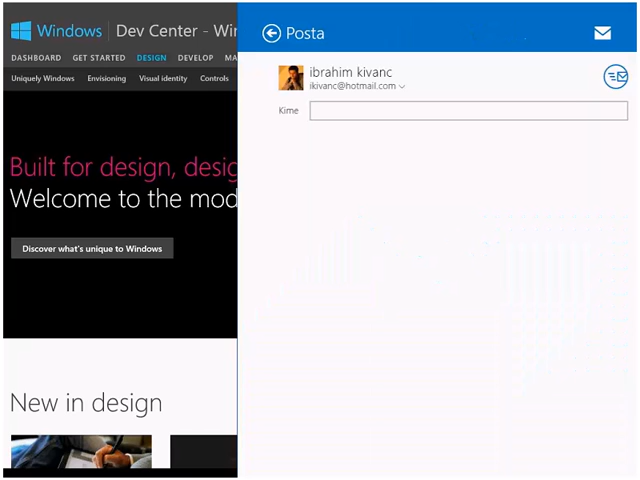 Windows Dev Center - Wir
DASHBOARD GET STARTED DESIGN DEVELOP MA
Uniquely Windows Envisioning Visual identity Controls
Built for design, desig
Welcome to the mod
Discover what's unique to Windows
New in design
Posta
ibrahim kivanc
ikivanc@hotmail.com
Kime